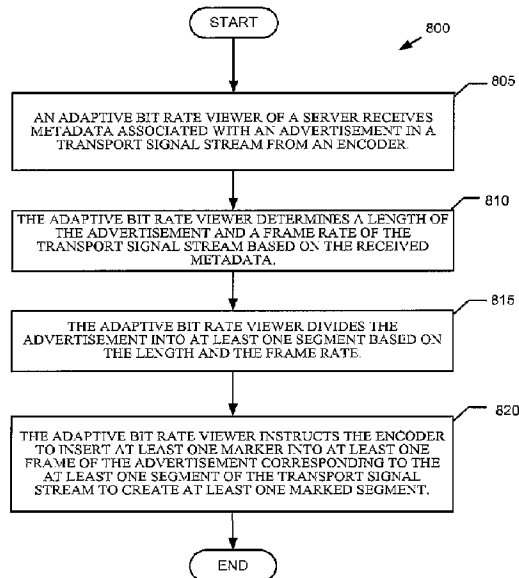 START
800
805
AN ADAPTIVE BIT RATE VIEWER OF A SERVER RECEIVES
METADATA ASSOCIATED WITH AN ADVERTISEMENT IN A
TRANSPORT SIGNAL STREAM FROM AN ENCODER.
810
THE ADAPTIVE BIT RATE VIEWER DETERMINES A LENGTH OF
THE ADVERTISEMENT AND A FRAME RATE OF THE
TRANSPORT SIGNAL STREAM BASED ON THE RECEIVED
METADATA.
815
THE ADAPTIVE BIT RATE VIEWER DIVIDES THE
ADVERTISEMENT INTO AT LEAST ONE SEGMENT BASED ON
THE LENGTH AND THE FRAME RATE.
820
THE ADAPTIVE BIT RATE VIEWER INSTRUCTS THE ENCODER
TO INSERT AT LEAST ONE MARKER INTO AT LEAST ONE
FRAME OF THE ADVERTISEMENT CORRESPONDING TO THE
AT LEAST ONE SEGMENT OF THE TRANSPORT SIGNAL
STREAM TO CREATE AT LEAST ONE MARKED SEGMENT.
END